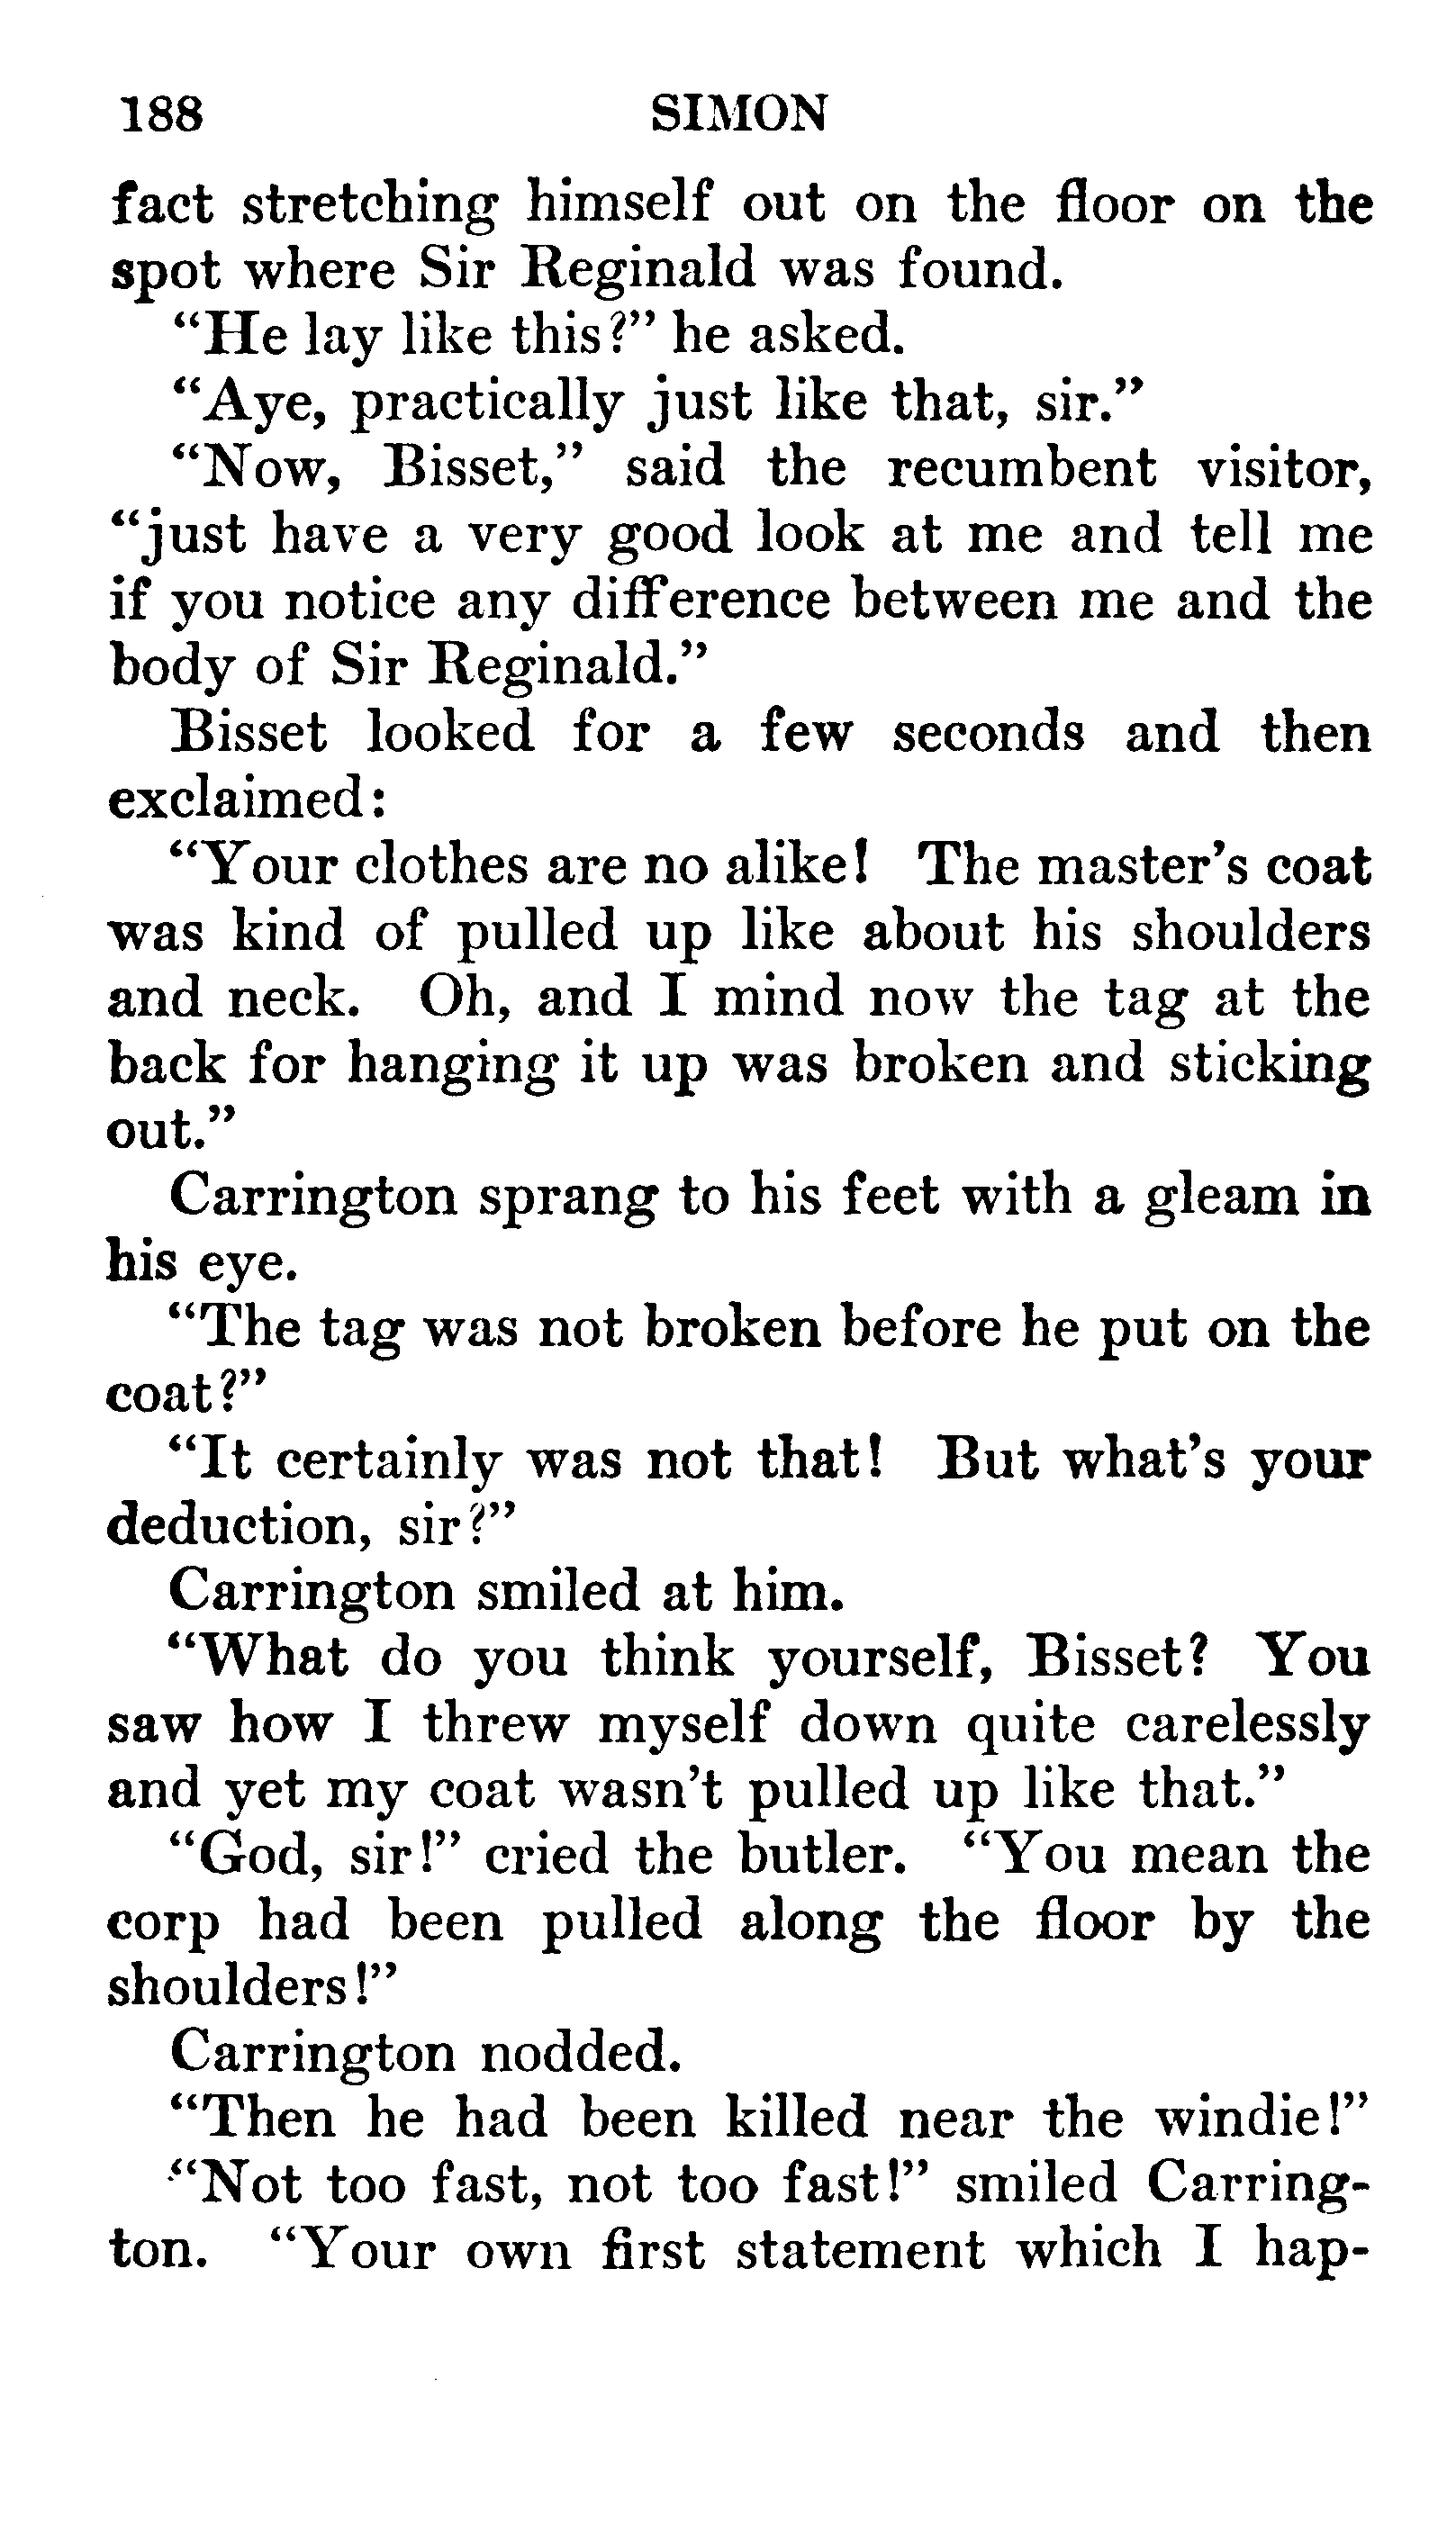 188 SIMON
fact stretching himself out on the floor on the
spot where Sir Reginald was found.
"He lay like this?" he asked.
"Aye, practically just like that, sir."
"Now, Bisset," said the recumbent visitor,
"just have a very good look at me and tell me
if you notice any difference between me and the
body of Sir Reginald."
Bisset looked for a few seconds and then
exclaimed:
"Your clothes are no alike! The master's coat
was kind of pulled up like about his shoulders
and neck. Oh, and I mind now the tag at the
back for hanging it up was broken and sticking
out."
Carrington sprang to his feet with a gleam in
his eye.
"The tag was not broken before he put on the
coat?"
"It certainly was not that! But what's your
deduction, sir?"
Carrington smiled at him.
"What do you think yourself, Bisset? You
saw how I threw myself down quite carelessly
and yet my coat wasn't pulled up like that."
"God, sir!" cried the butler. "You mean the
corp had been pulled along the floor by the
shoulders!"
Carrington nodded.
"Then he had been killed near the windie!"
"Not too fast, not too fast!" smiled Carring-
ton. "Your own first statement which I hap-